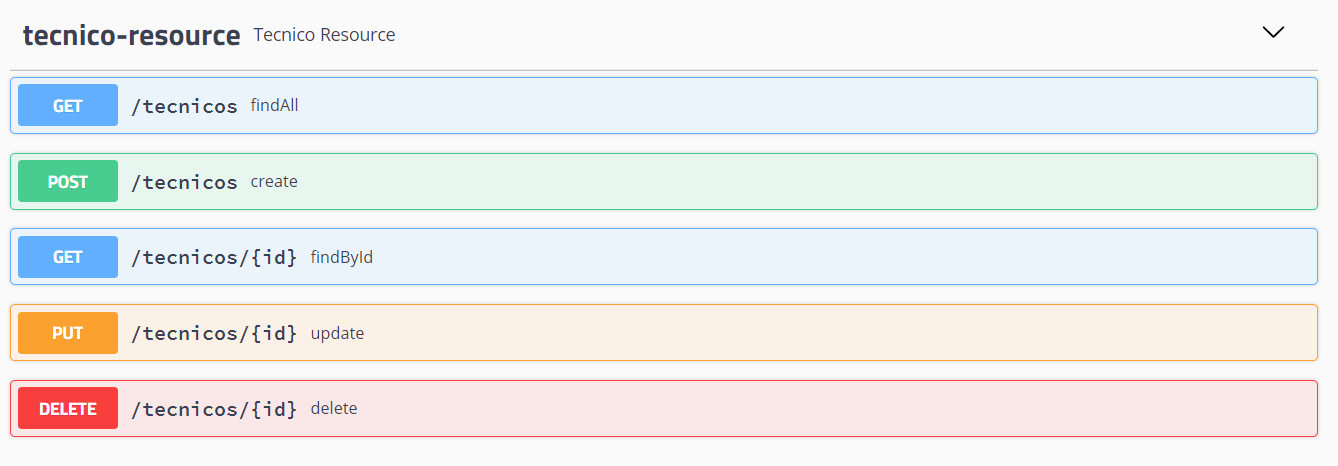 tecnico-resource Tecnico Resource
GET /tecnicos findAll
POST /tecnicos create
GET /tecnicos/{id} findById
PUT /tecnicos/{id} update
DELETE /tecnicos/{id} delete